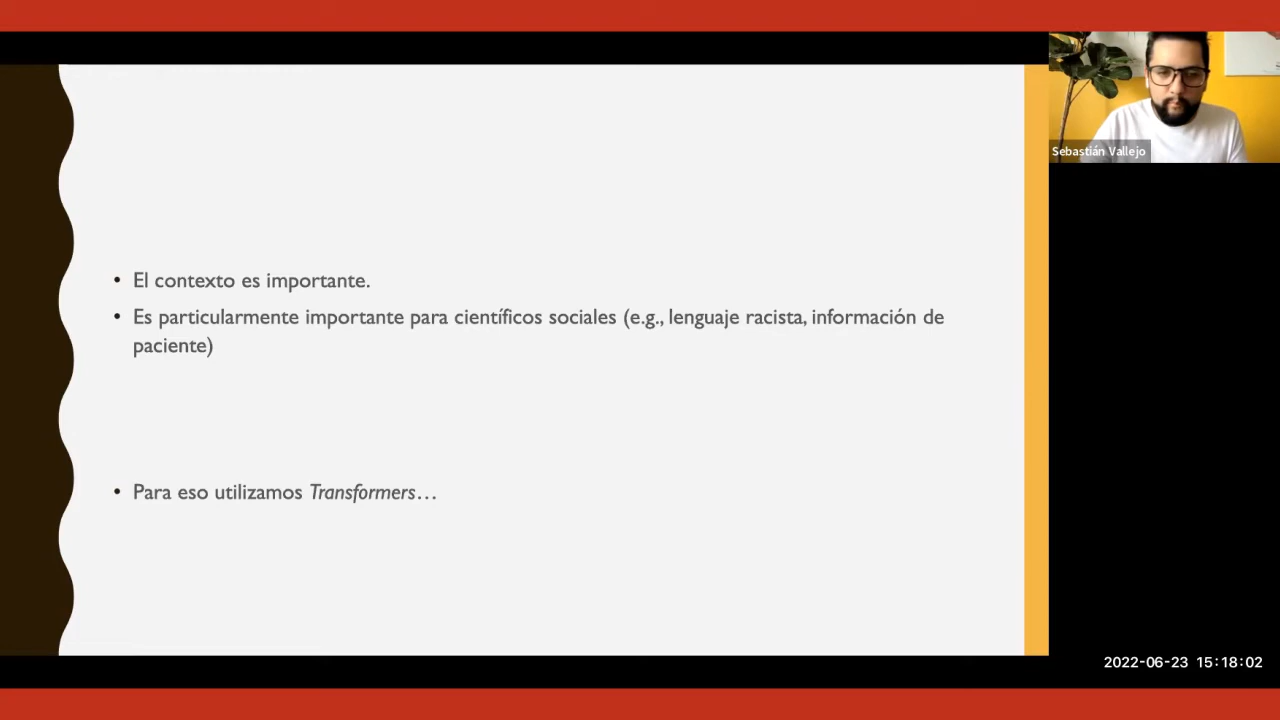 Sebastián Vallejo
• El contexto es importante.
• Es particularmente importante para científicos sociales (e.g., lenguaje racista, información de
paciente)
• Para eso utilizamos Transformers…
2022-06-23 15:18:02